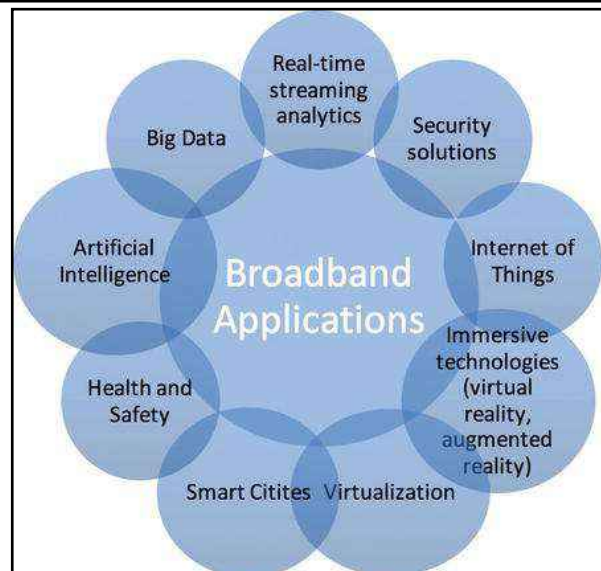 Real-time
streaming
analytics
Security
solutions
Internet of
Things
Immersive
technologies
(virtual
reality,
augmented
reality)
Virtualization
Smart Citites
Health and
Safety
Artificial
Intelligence
Big Data
Broadband
Applications